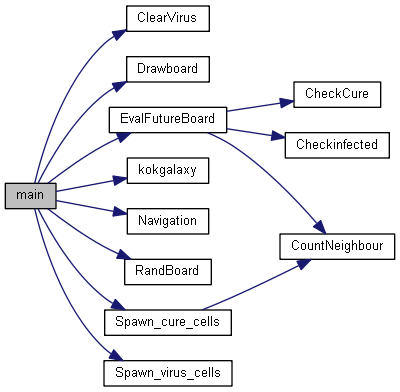 ClearVirus
Drawboard
EvalFutureBoard
CheckCure
Checkinfected
kokgalaxy
main
Navigation
CountNeighbour
RandBoard
Spawn_cure_cells
Spawn_virus_cells